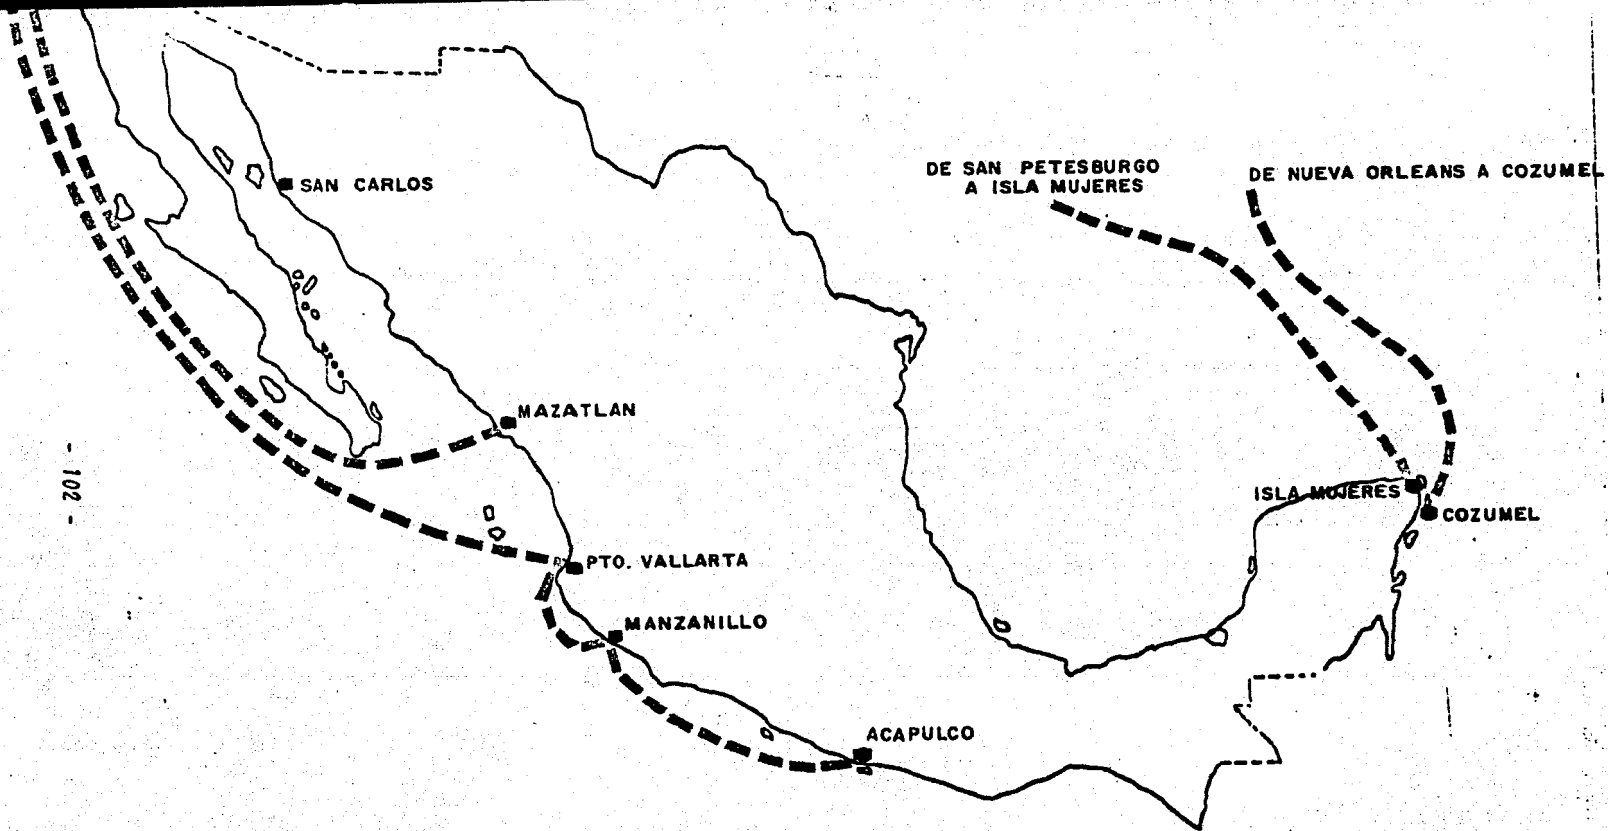 DE SAN PETESBURGO
A ISLA MUJERES
DE NUEVA ORLEANS A COZUMEL
SAN CARLOS
MAZATLAN
- 102 -
ISLA MUJERES
COZUMEL
PTO. VALLARTA
MANZANILLO
ACAPULCO